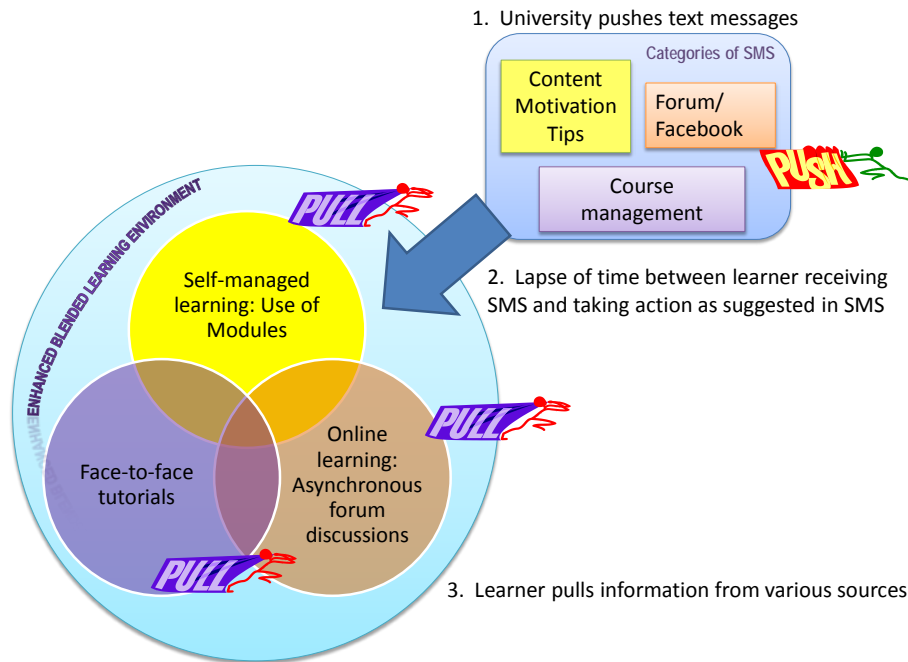 1. University pushes text messages
Categories of SMS
Content
Motivation
Tips
Forum/
Facebook
PUSH
Course
management
ENHANCED BLENDED LEARNING ENVIRONMENT
PULL
Self-managed
learning: Use of
Modules
2. Lapse of time between learner receiving
SMS and taking action as suggested in SMS
PULL
Online
learning:
Asynchronous
forum
discussions
Face-to-face
tutorials
PULL
3. Learner pulls information from various sources